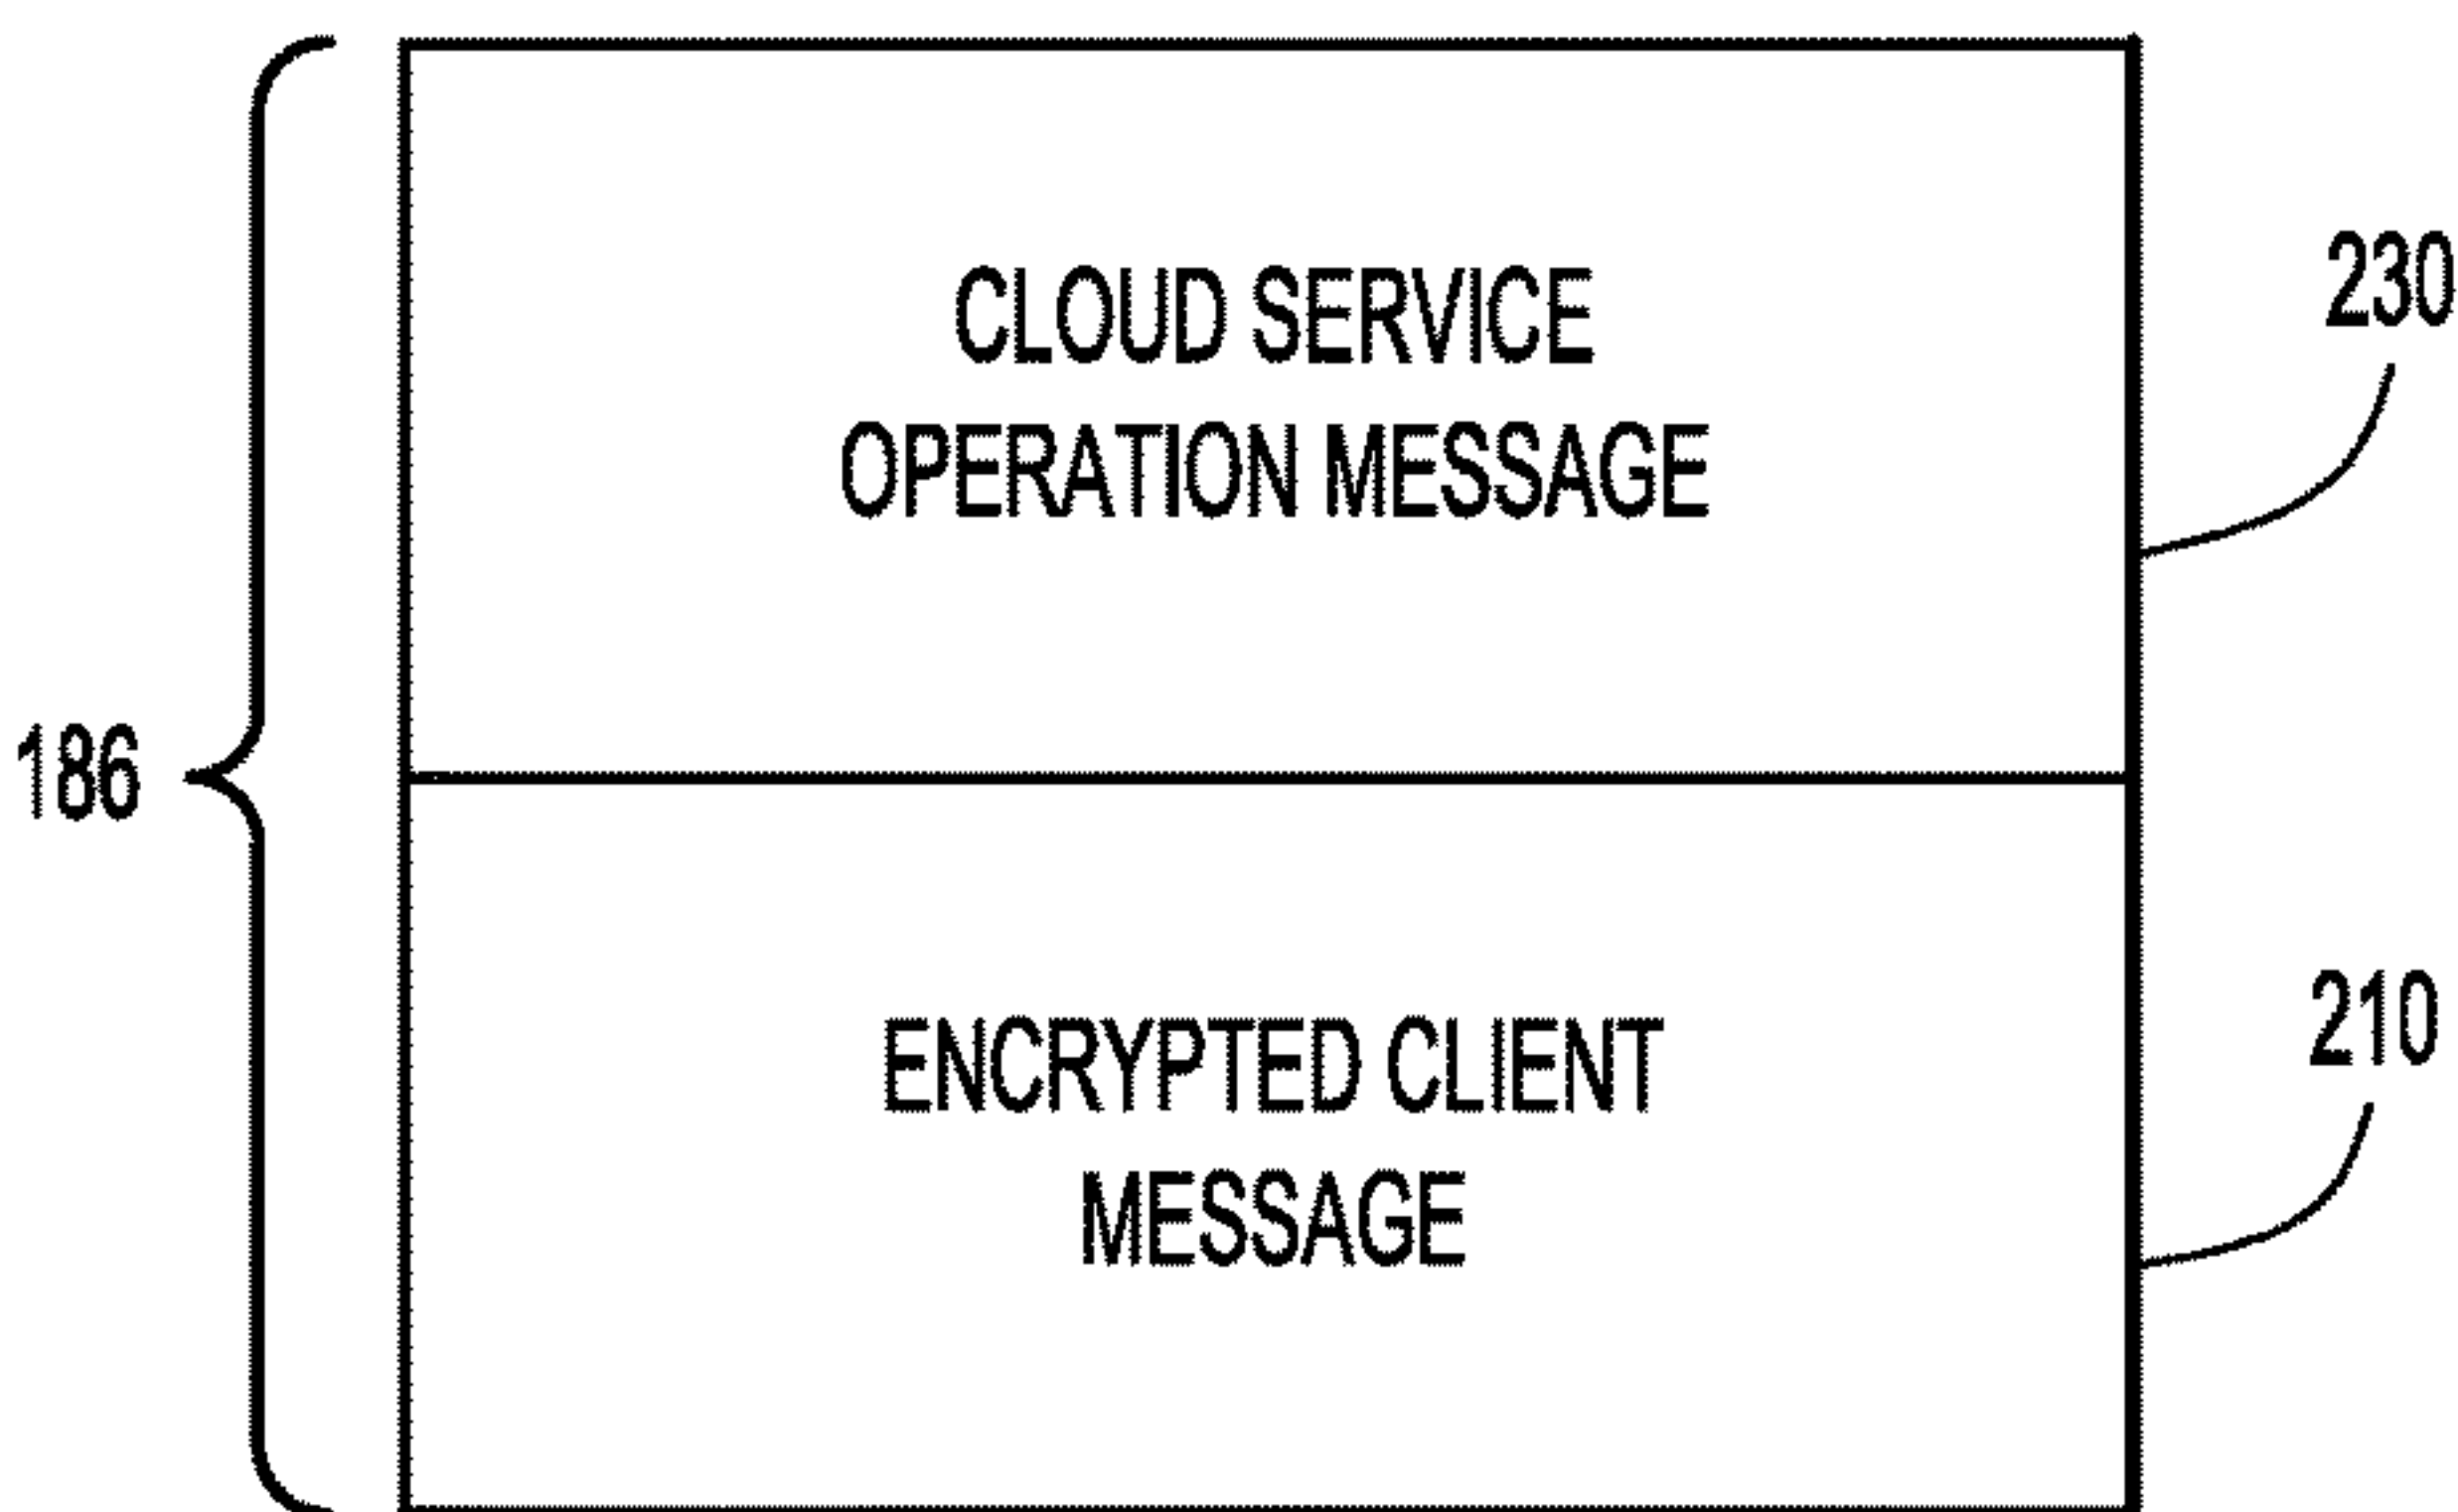 CLOUD SERVICE
OPERATION MESSAGE
230
186
ENCRYPTED CLIENT
MESSAGE
210